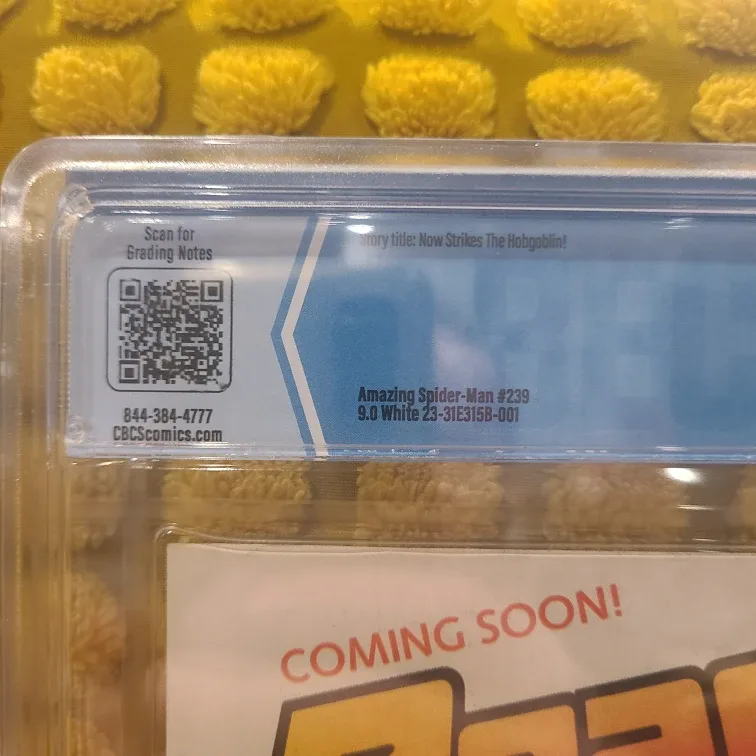 Scan for
Grading Notes
844-384-4777
CBCScomics.com
Story title: Now Strikes The Hobgoblin!
Amazing Spider-Man #239
9.0 White 23-31E315B-001
COMING SOON!